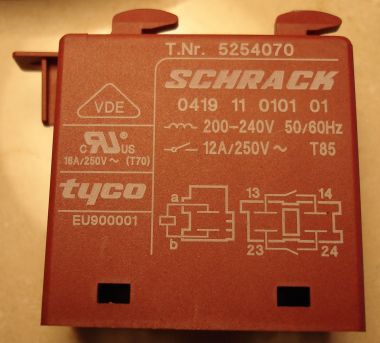 T.Nr. 5254070
SCHRACK
0419 11 0101 01
200-240V 50/60Hz
12A/250V ~ T85
VDE
c RU us
16A/250V ~ (T70)
tyco
EU900001
a
b
13 14
23 24